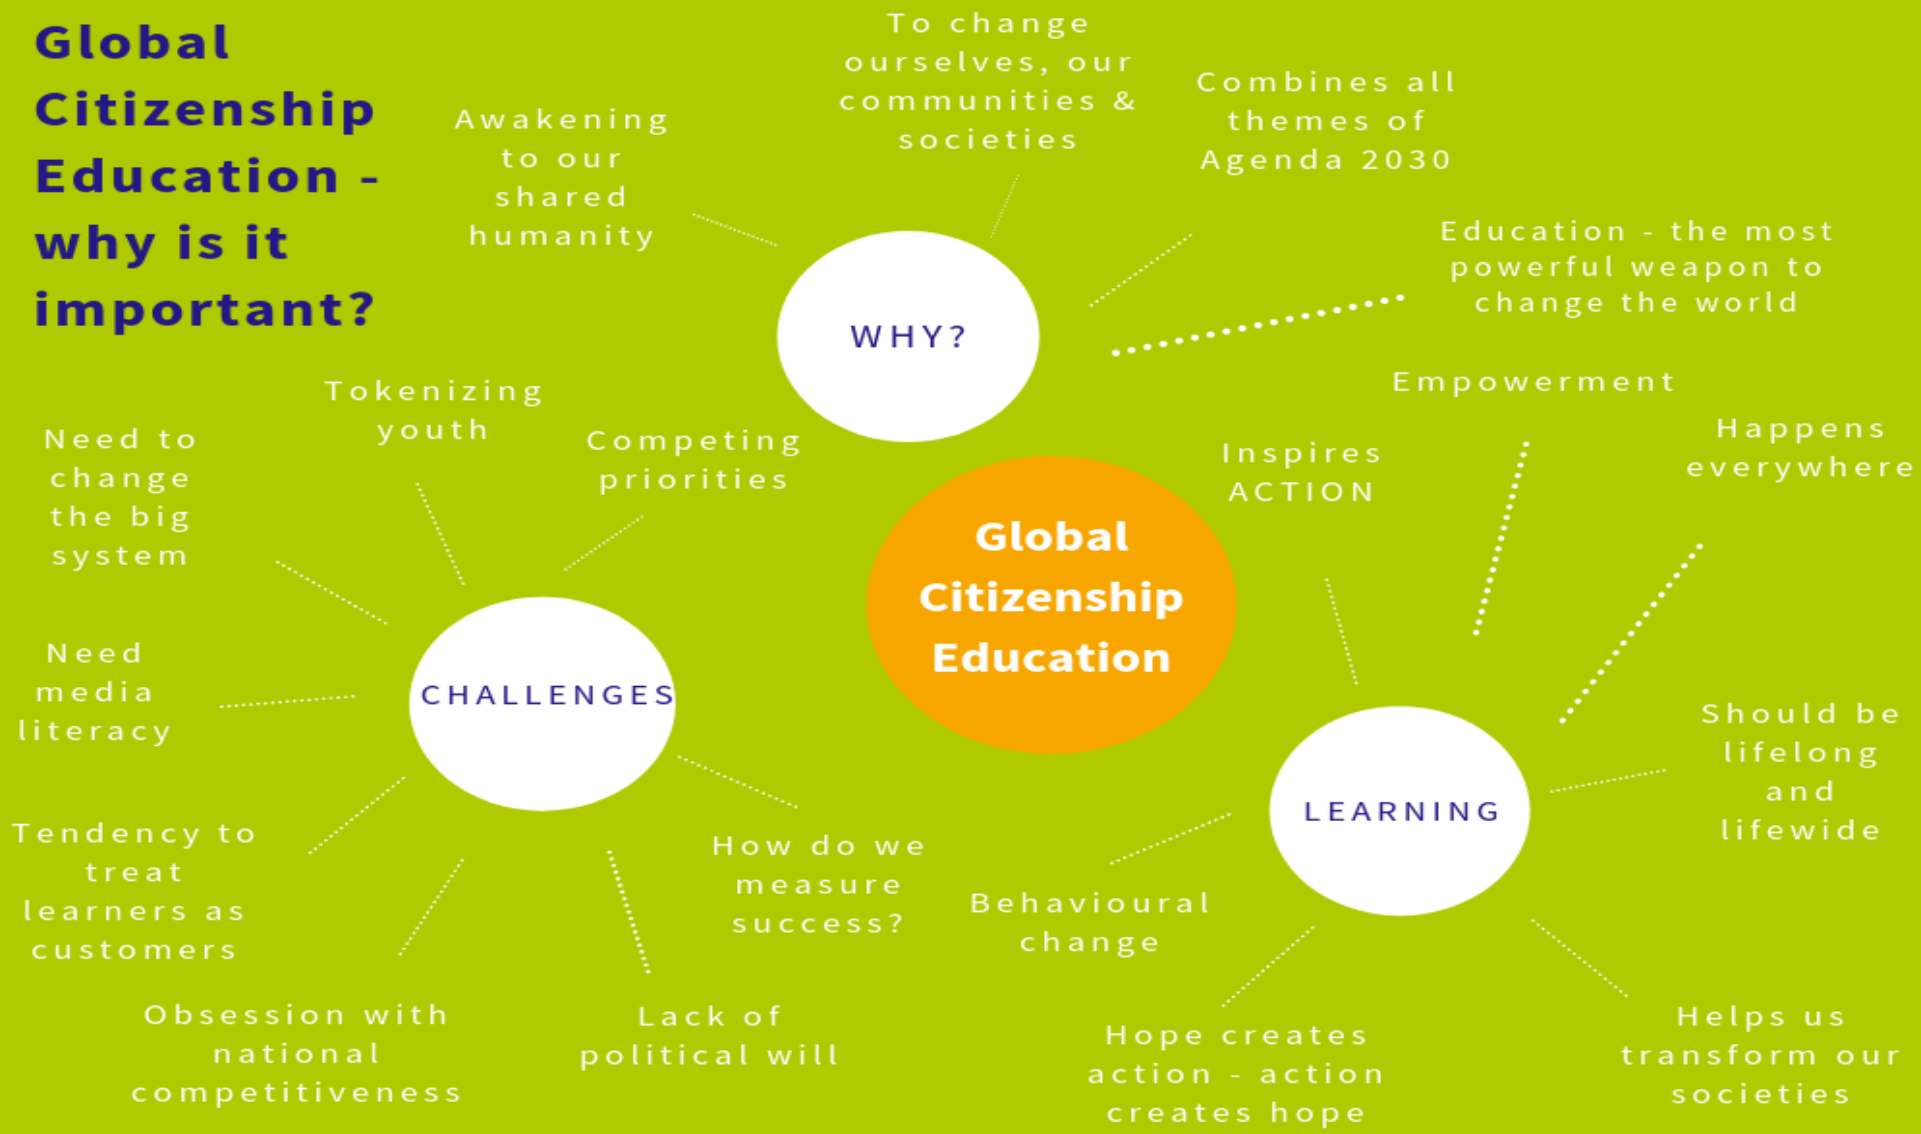 Global
Citizenship
Education -
why is it
important?
Awakening
to our
shared
humanity
To change
ourselves, our
communities &
societies
Combines all
themes of
Agenda 2030
Education - the most
powerful weapon to
change the world
WHY?
Global
Citizenship
Education
Need to
change
the big
system
Tokenizing
youth
Competing
priorities
Need
media
literacy
CHALLENGES
Tendency to
treat
learners as
customers
Obsession with
national
competitiveness
Lack of
political will
How do we
measure
success?
Inspires
ACTION
Empowerment
Happens
everywhere
LEARNING
Should be
lifelong
and
lifewide
Behavioural
change
Hope creates
action - action
creates hope
Helps us
transform our
societies